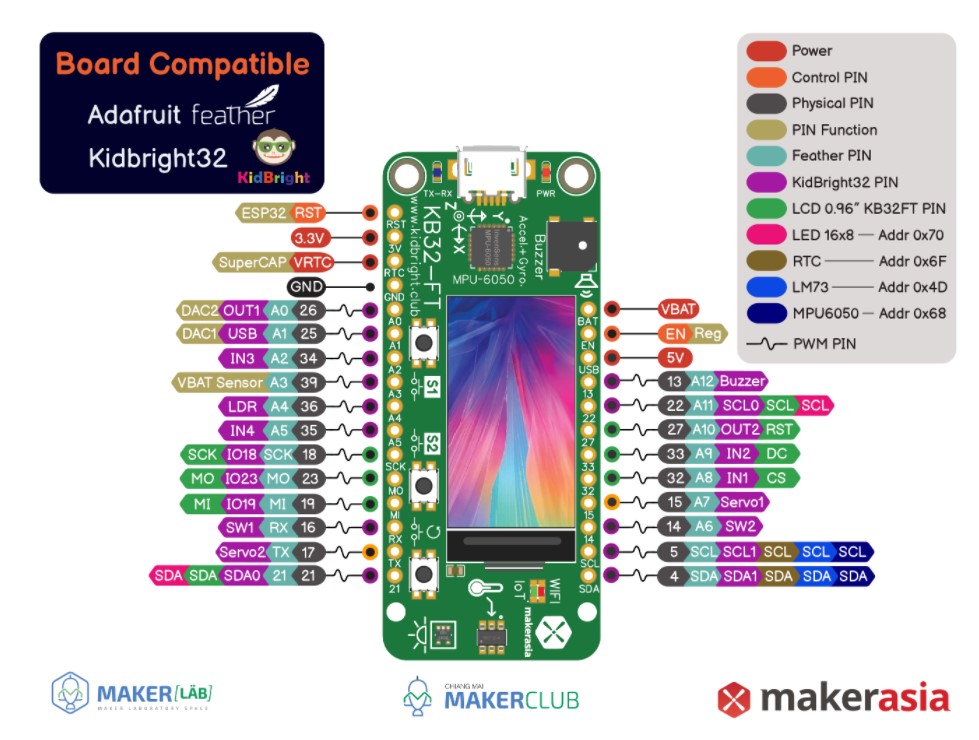 Board Compatible
Adafruit feather
Kidbright32
KidBright
Power
Control PIN
Physical PIN
PIN Function
Feather PIN
KidBright32 PIN
LCD 0.96" KB32FT PIN
LED 16x8 — Addr 0x70
RTC — Addr 0x6F
LM73 — Addr 0x4D
MPU6050 — Addr 0x68
PWM PIN
ESP32 RST
3.3V
SuperCAP VRTC
GND
DAC2 OUT1 A0 26
DAC1 USB A1 25
IN3 A2 34
VBAT Sensor A3 39
LDR A4 36
IN4 A5 35
SCK IO18 SCK 18
MO IO23 MO 23
MI IO19 MI 19
SW1 RX 16
Servo2 TX 17
SDA SDA SDA0 21 21
TX-RX
PWR
www.kidbright.club
KB32-FT
Z
Y
X
MPU-6050
InvenSense
MPU-6050
Accel.+Gyro.
Buzzer
RST
3V
RTC
GND
A0
A1
A2
A3
A4
A5
SCK
MO
MI
RX
TX
21
S1
S2
BAT
EN
USB
13
22
27
33
32
15
14
SCL
SDA
IoT
WIFI
makerasia
VBAT
EN Reg
5V
13 A12 Buzzer
22 A11 SCL0 SCL SCL
27 A10 OUT2 RST
33 A9 IN2 DC
32 A8 IN1 CS
15 A7 Servo1
14 A6 SW2
5 SCL SCL1 SCL SCL SCL
4 SDA SDA1 SDA SDA SDA
MAKER [LÄB]
MAKER LABORATORY SPACE
CHIANG MAI
MAKERCLUB
makerasia